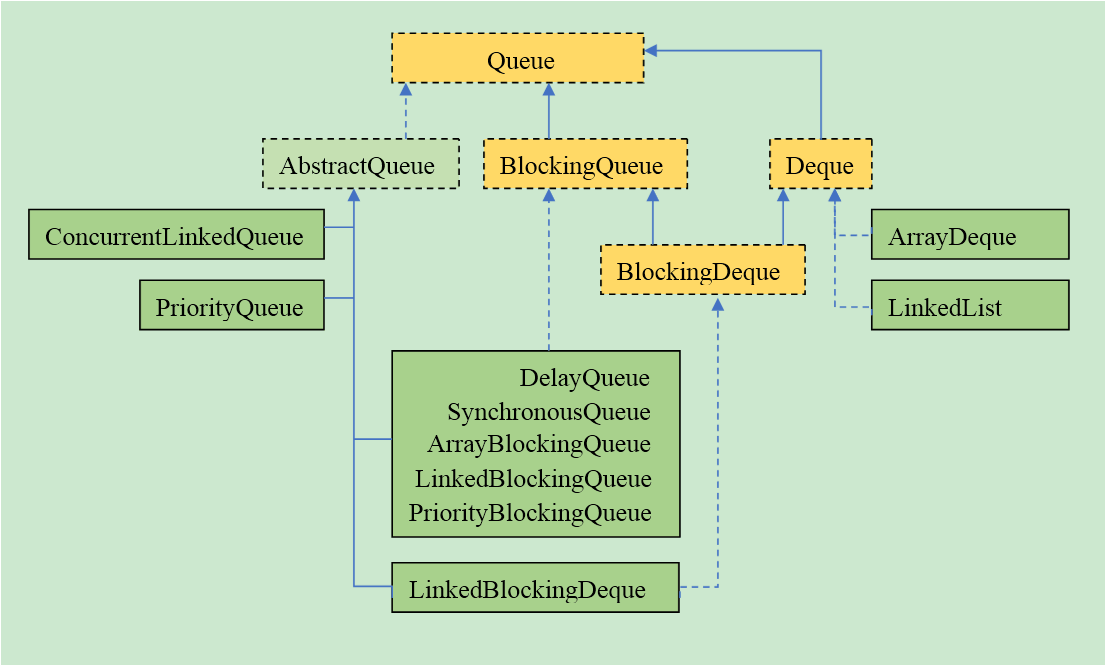 Queue
AbstractQueue
BlockingQueue
Deque
ConcurrentLinkedQueue
ArrayDeque
BlockingDeque
PriorityQueue
LinkedList
DelayQueue
SynchronousQueue
ArrayBlockingQueue
LinkedBlockingQueue
PriorityBlockingQueue
LinkedBlockingDeque